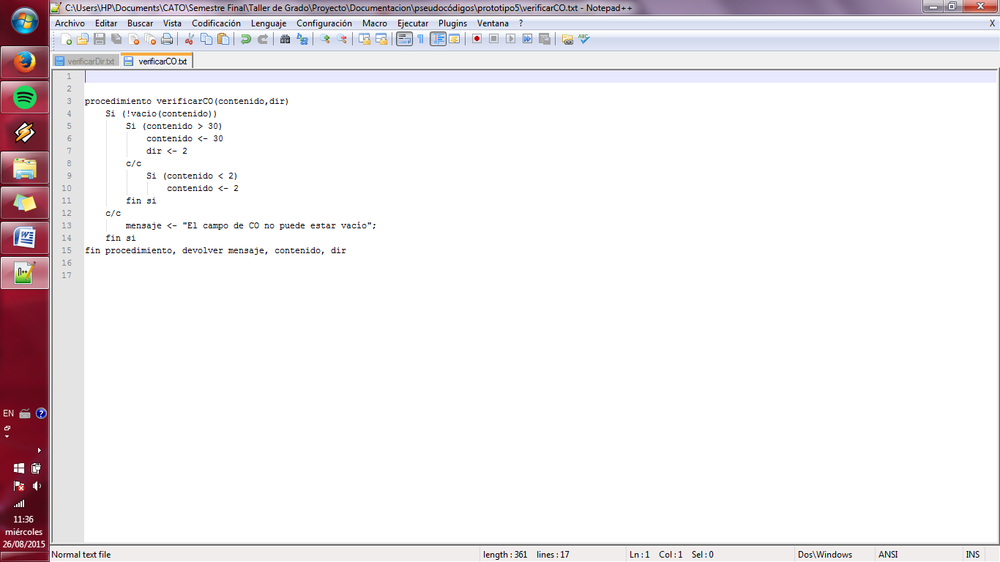 C:\Users\HP\Documents\CATO\Semestre Final\Taller de Grado\Proyecto\Documentacion\pseudocódigos\prototipo5\verificarCO.txt - Notepad++
Archivo Editar Buscar Vista Codificación Lenguaje Configuración Macro Ejecutar Plugins Ventana ? X
verificarDir.txt verificarCO.txt
1
2
3 procedimiento verificarCO(contenido,dir)
4 Si (!vacio(contenido))
5 Si (contenido > 30)
6 contenido <- 30
7 dir <- 2
8 c/c
9 Si (contenido < 2)
10 contenido <- 2
11 fin si
12 c/c
13 mensaje <- "El campo de CO no puede estar vacío";
14 fin si
15 fin procedimiento, devolver mensaje, contenido, dir
16
17
EN
11:36
miércoles
26/08/2015
Normal text file length : 361 lines : 17 Ln : 1 Col : 1 Sel : 0 Dos\Windows ANSI INS